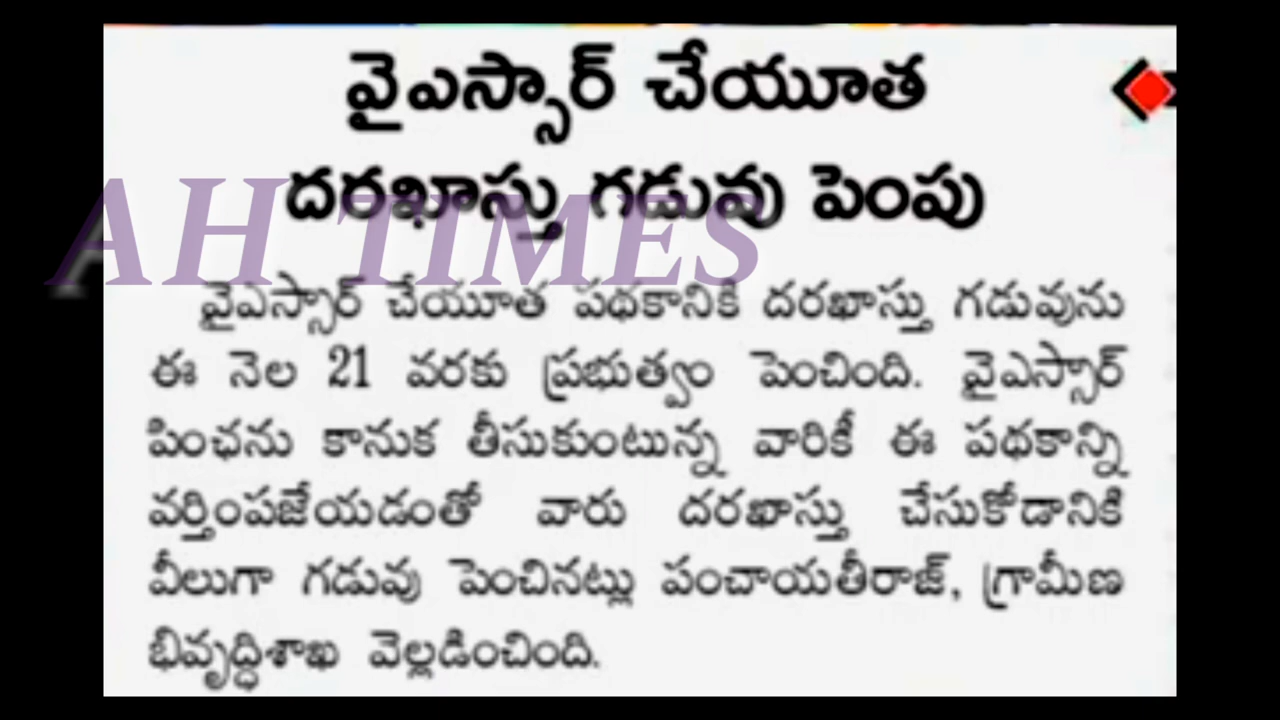 వైఎస్సార్ చేయూత
దరఖాస్తు గడువు పెంపు
AH TIMES
వైఎస్సార్ చేయూత పథకానికి దరఖాస్తు గడువును
ఈ నెల 21 వరకు ప్రభుత్వం పెంచింది. వైఎస్సార్
పింఛను కానుక తీసుకుంటున్న వారికీ ఈ పథకాన్ని
వర్తింపజేయడంతో వారు దరఖాస్తు చేసుకోడానికి
వీలుగా గడువు పెంచినట్లు పంచాయతీరాజ్, గ్రామీణ
భివృద్ధిశాఖ వెల్లడించింది.